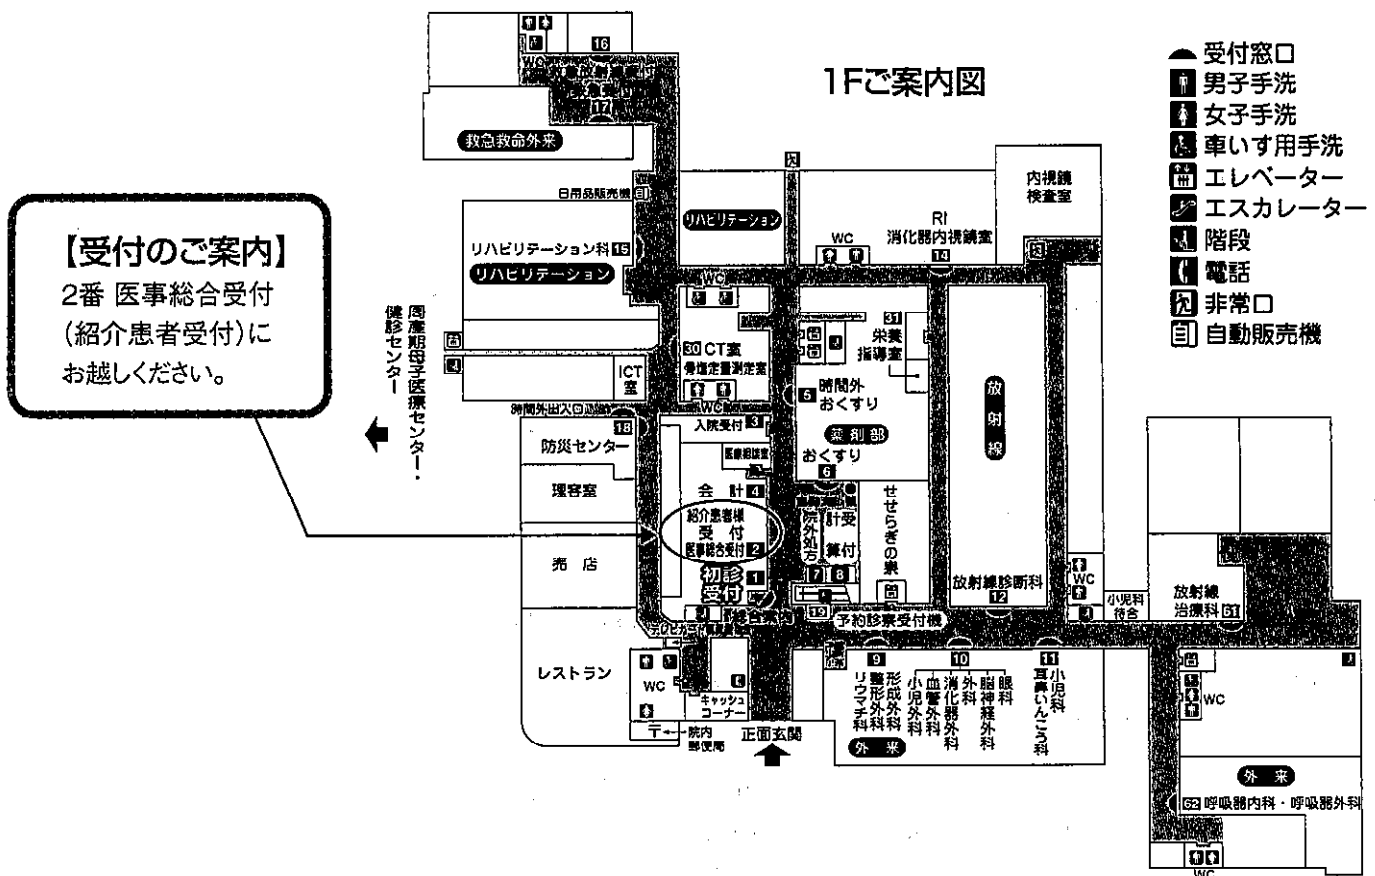 1Fご案内図
受付窓口
男子手洗
女子手洗
車いす用手洗
エレベーター
エスカレーター
階段
電話
非常口
自動販売機
【受付のご案内】
2番 医事総合受付
(紹介患者受付)に
お越しください。
周産期母子医療センター・
健診センター
WC
16
17
救急救命外来
日用品販売機
リハビリテーション科 15
リハビリテーション
リハビリテーション
WC
RI
消化器内視鏡室
14
内視鏡
検査室
WC
30 CT室
骨塩定量測定室
WC
31
栄養
指導室
ICT
室
5 時間外
おくすり
薬剤部
おくすり
6
放射線
時間外出入口
18
防災センター
入院受付 3
医療相談室
理容室
会 計 4
紹介患者様
受 付
医事総合受付 2
初診
受付
1
売 店
院外処方
計算
受付
7 8
せせらぎの泉
放射線診断科
12
WC
小児科
待合
放射線
治療科 61
総合案内
19
予約診察受付機
レストラン
WC
キャッシュ
コーナー
〒←院内
郵便局
正面玄関
9
形成外科
整形外科
リウマチ科
外 来
10
眼科
脳神経外科
外科
消化器外科
血管外科
小児外科
11
小児科
耳鼻いんこう科
WC
外 来
62 呼吸器内科・呼吸器外科
WC